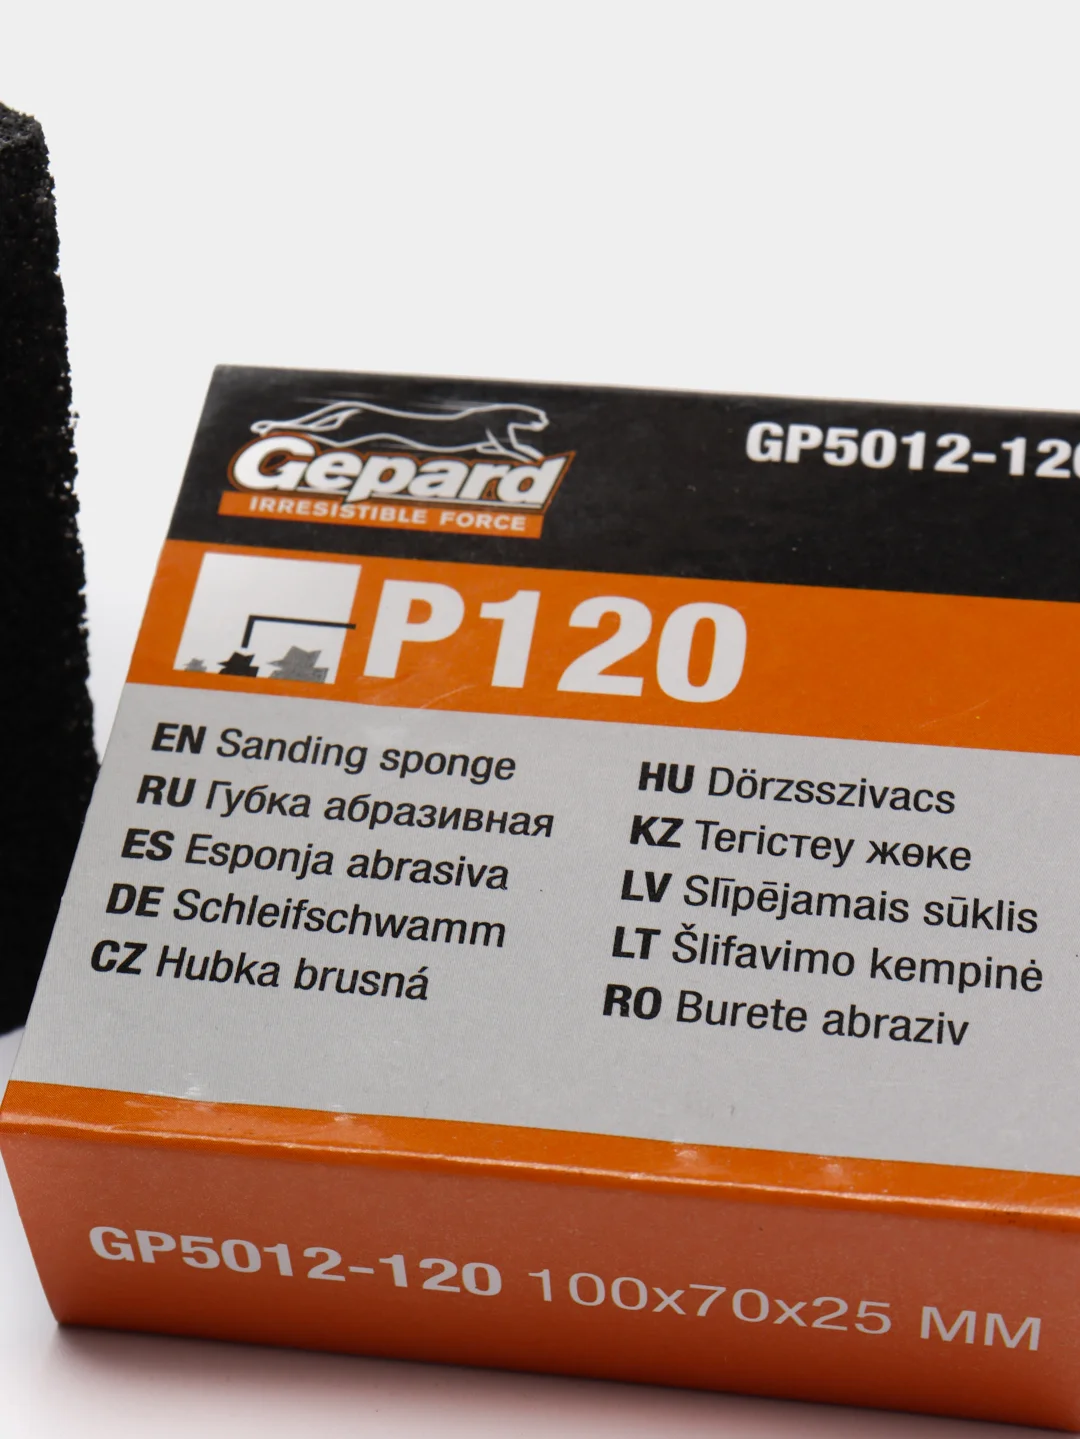 Gepard
IRRESISTIBLE FORCE
GP5012-120
P120
EN Sanding sponge
RU Губка абразивная
ES Esponja abrasiva
DE Schleifschwamm
CZ Hubka brusná
HU Dörzsszivacs
KZ Тегістеу жөке
LV Slīpējamais sūklis
LT Šlifavimo kempinė
RO Burete abraziv
GP5012-120 100x70x25 MM